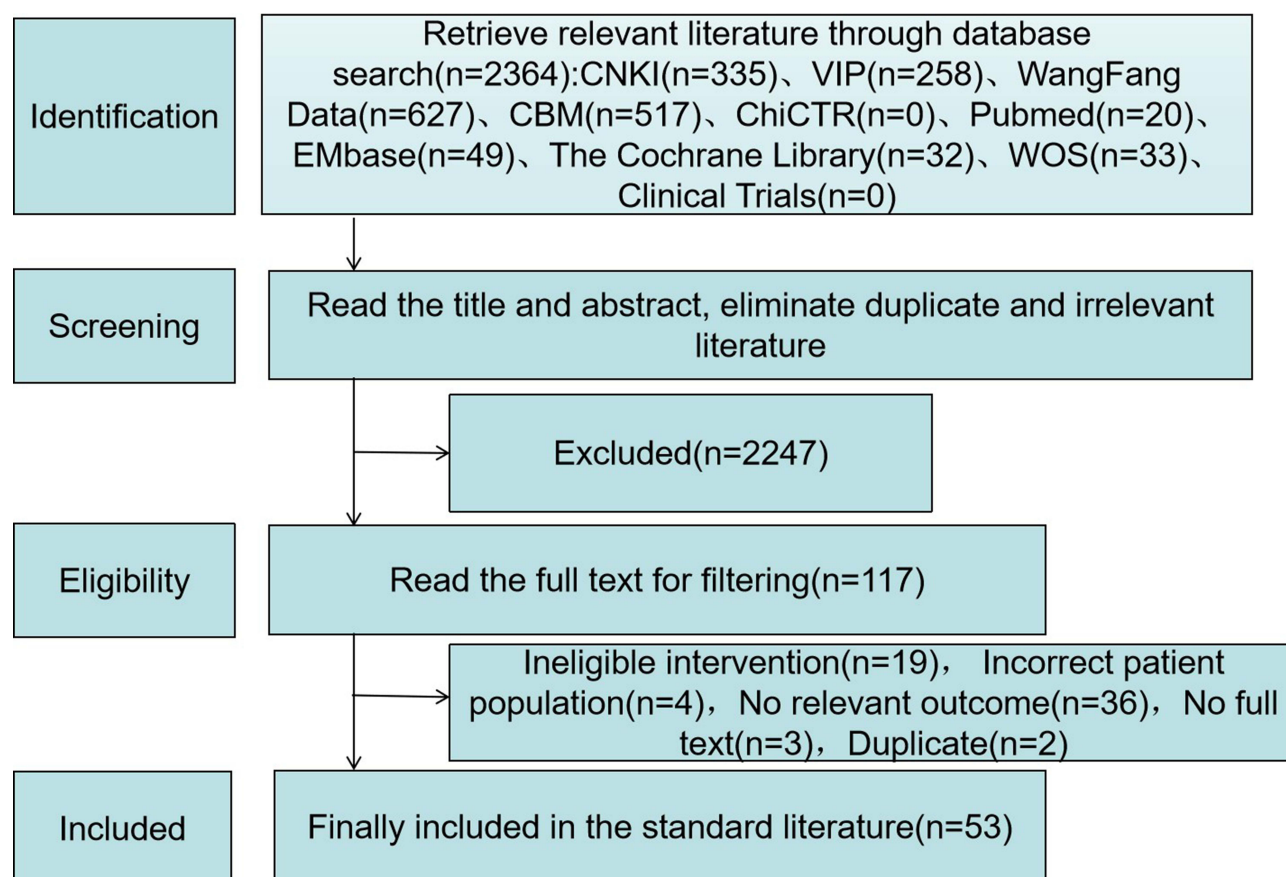 Identification
Retrieve relevant literature through database
search(n=2364):CNKI(n=335)、VIP(n=258)、WangFang
Data(n=627)、CBM(n=517)、ChiCTR(n=0)、Pubmed(n=20)、
EMbase(n=49)、The Cochrane Library(n=32)、WOS(n=33)、
Clinical Trials(n=0)
Screening
Read the title and abstract, eliminate duplicate and irrelevant
literature
Excluded(n=2247)
Eligibility
Read the full text for filtering(n=117)
Ineligible intervention(n=19)， Incorrect patient
population(n=4)，No relevant outcome(n=36)，No full
text(n=3)，Duplicate(n=2)
Included
Finally included in the standard literature(n=53)